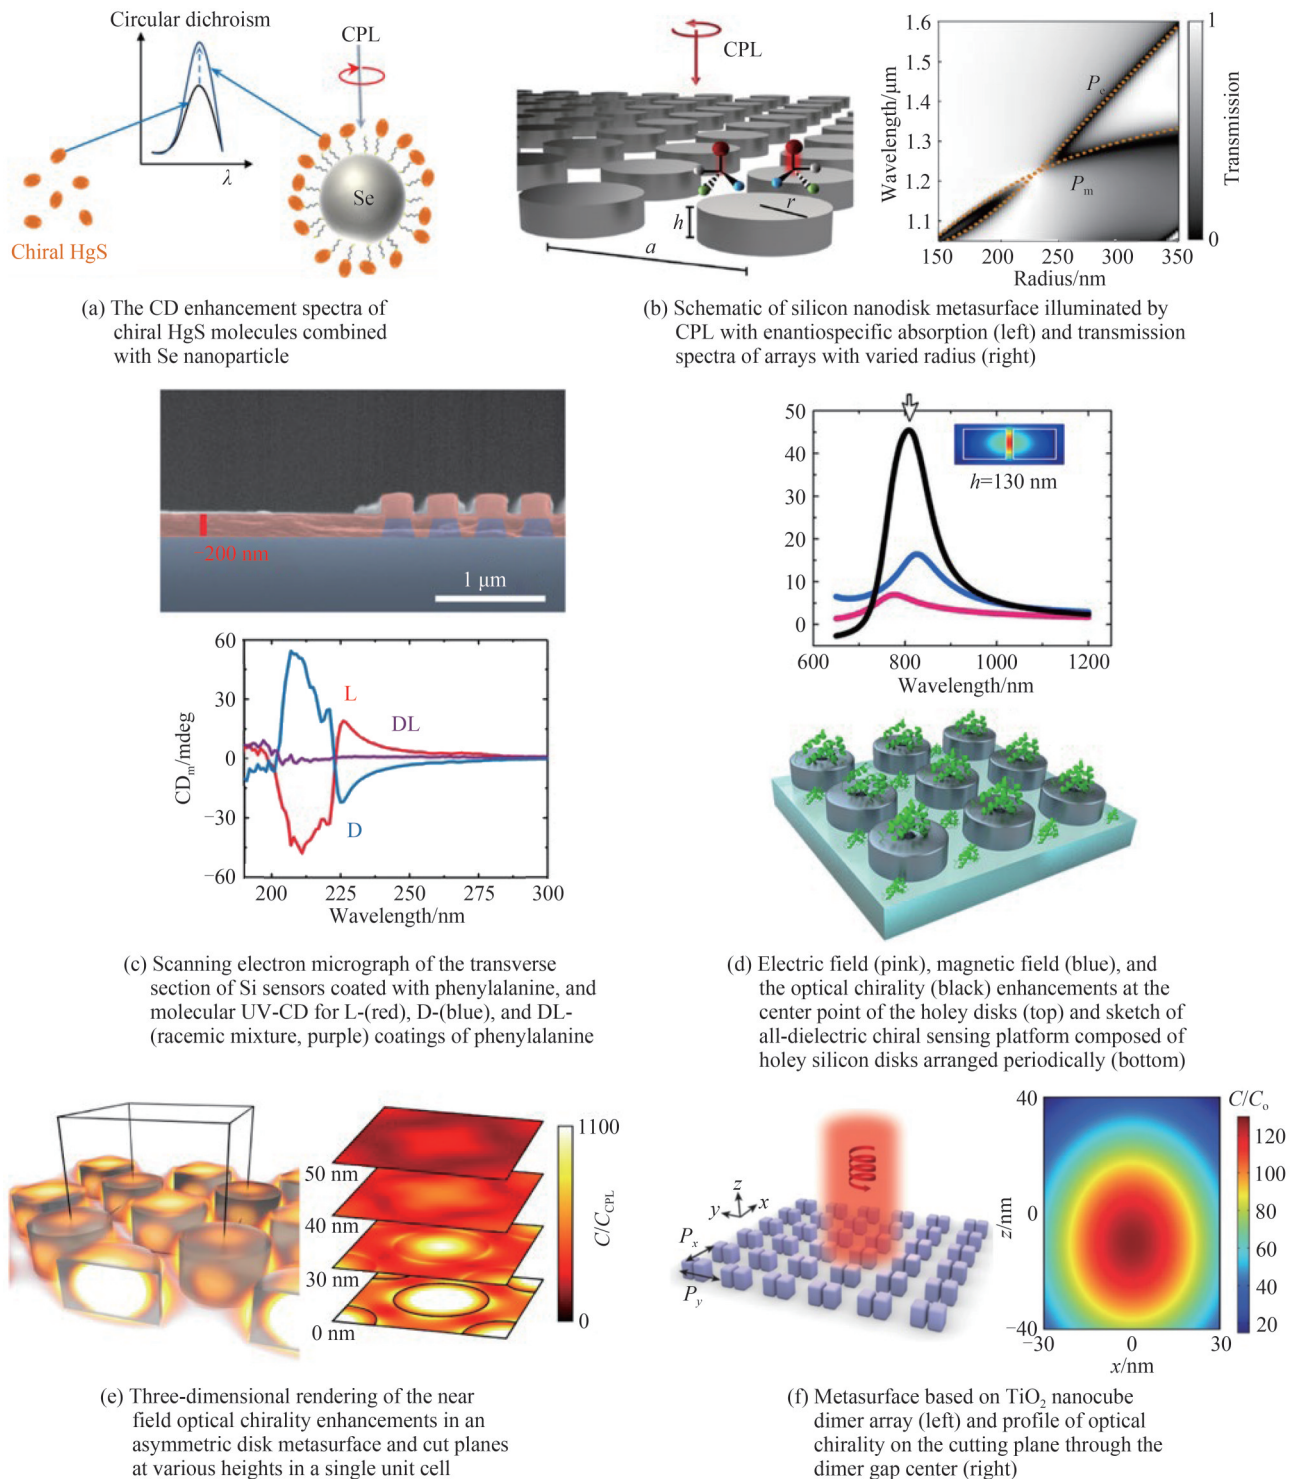 Circular dichroism
CPL
λ
Se
Chiral HgS
(a) The CD enhancement spectra of
chiral HgS molecules combined
with Se nanoparticle
CPL
h
r
a
Wavelength/μm
1.6
1.5
1.4
1.3
1.2
1.1
150
200
250
300
350
Radius/nm
Pe
Pm
1
0
Transmission
(b) Schematic of silicon nanodisk metasurface illuminated by
CPL with enantiospecific absorption (left) and transmission
spectra of arrays with varied radius (right)
~200 nm
1 μm
CDm/mdeg
60
30
0
−30
−60
L
DL
D
200
225
250
275
300
Wavelength/nm
(c) Scanning electron micrograph of the transverse
section of Si sensors coated with phenylalanine, and
molecular UV-CD for L-(red), D-(blue), and DL-
(racemic mixture, purple) coatings of phenylalanine
50
45
40
35
30
25
20
15
10
5
0
h=130 nm
600
800
1000
1200
Wavelength/nm
(d) Electric field (pink), magnetic field (blue), and
the optical chirality (black) enhancements at the
center point of the holey disks (top) and sketch of
all-dielectric chiral sensing platform composed of
holey silicon disks arranged periodically (bottom)
50 nm
40 nm
30 nm
0 nm
1100
0
C/CCPL
(e) Three-dimensional rendering of the near
field optical chirality enhancements in an
asymmetric disk metasurface and cut planes
at various heights in a single unit cell
z
y
x
Px
Py
z/nm
40
0
−40
−30
0
30
x/nm
C/Co
120
100
80
60
40
20
(f) Metasurface based on TiO2 nanocube
dimer array (left) and profile of optical
chirality on the cutting plane through the
dimer gap center (right)